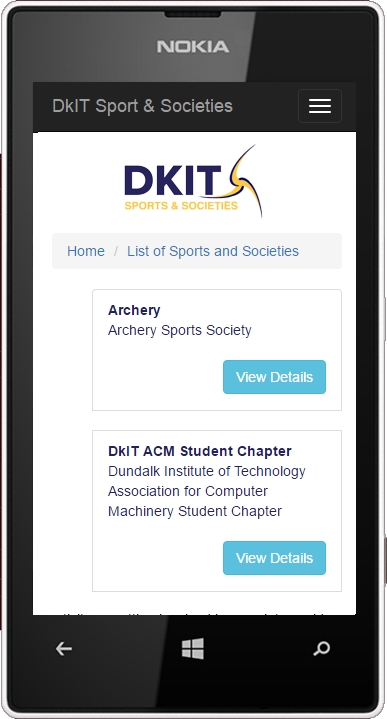 NOKIA
DkIT Sport & Societies
DKIT
SPORTS & SOCIETIES
Home / List of Sports and Societies
Archery
Archery Sports Society
View Details
DkIT ACM Student Chapter
Dundalk Institute of Technology
Association for Computer
Machinery Student Chapter
View Details